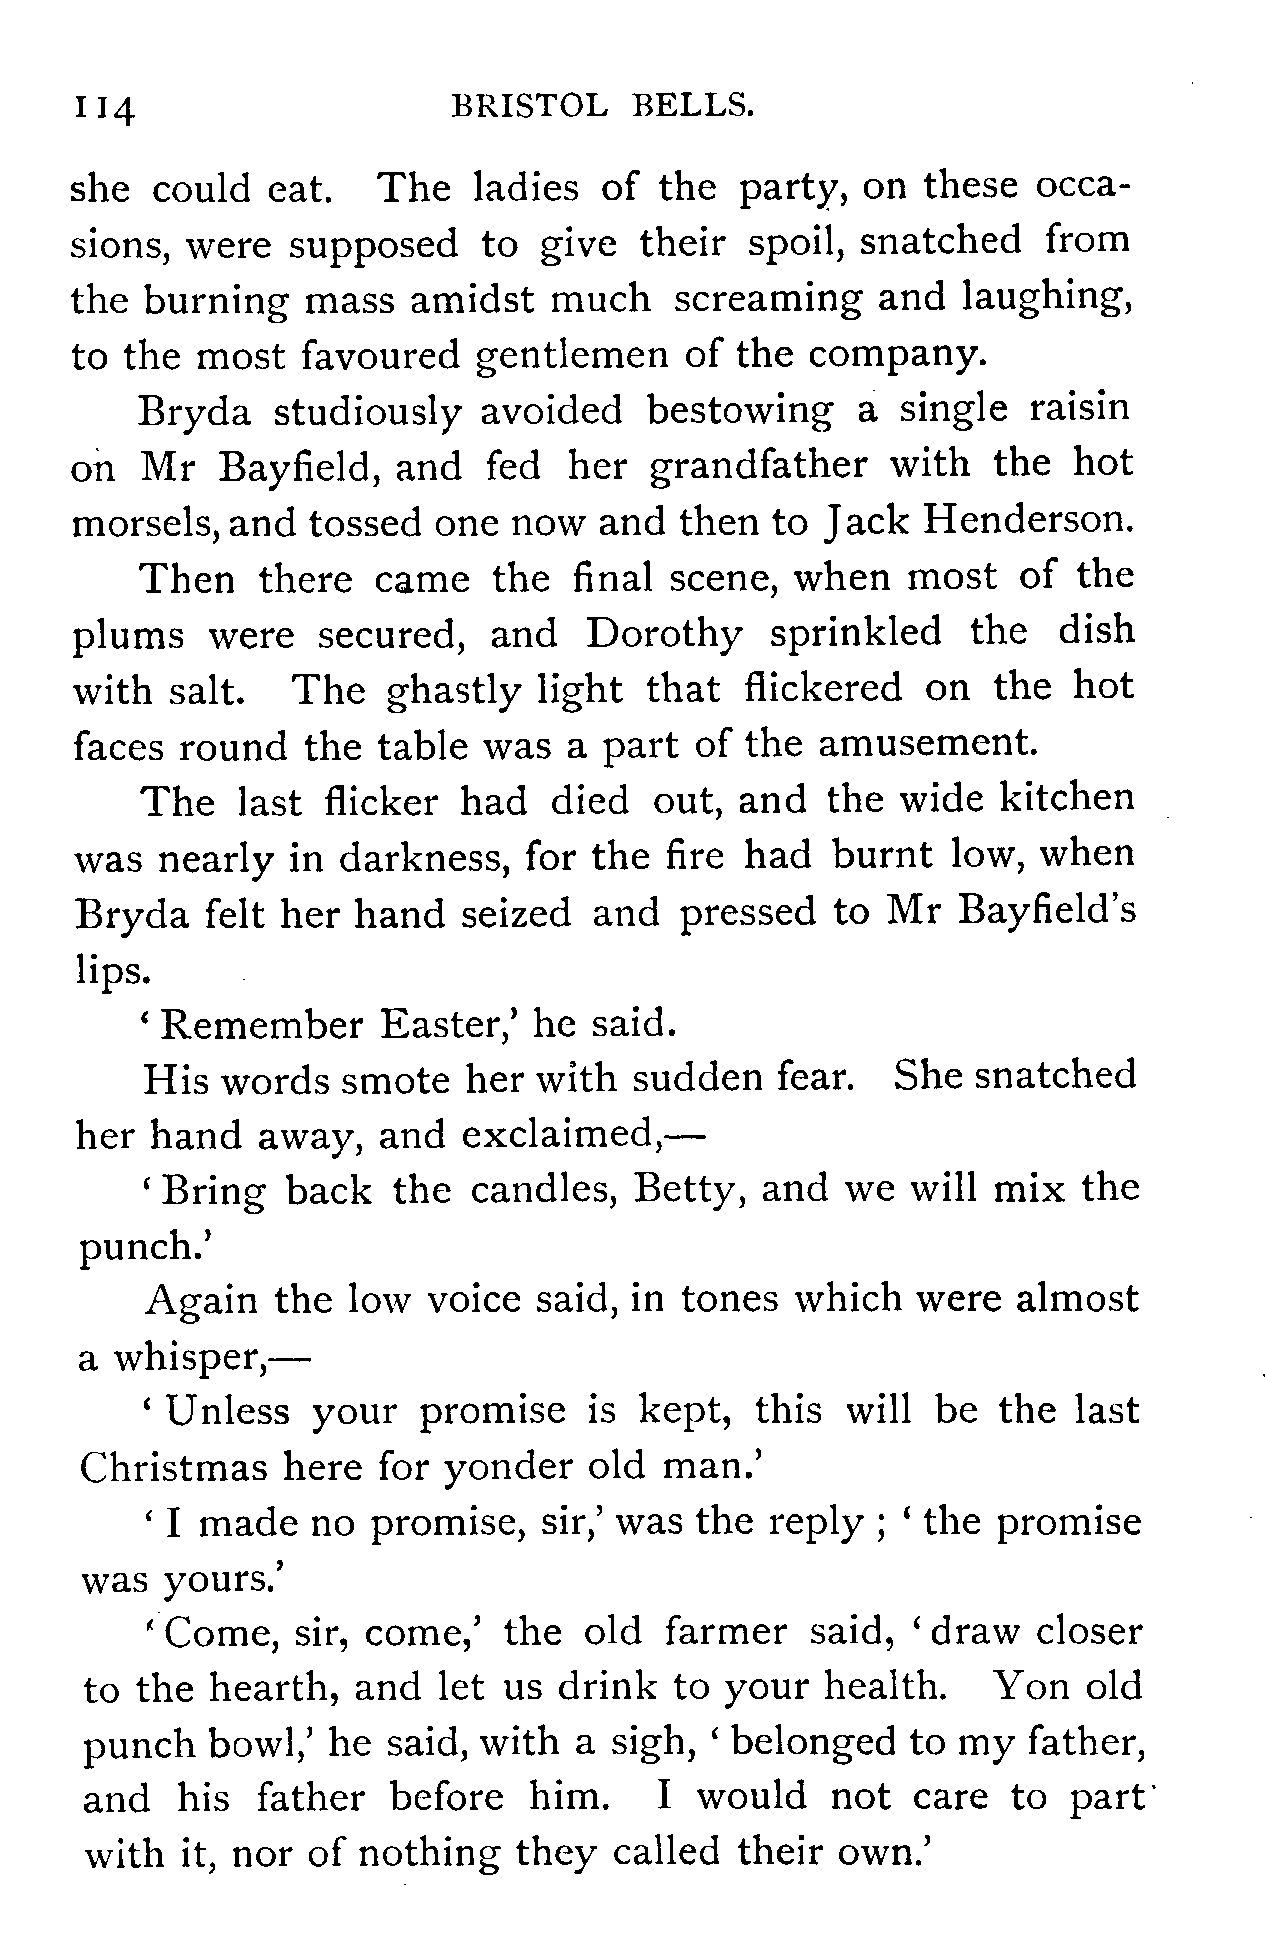 114 BRISTOL BELLS.
she could eat. The ladies of the party, on these occa-
sions, were supposed to give their spoil, snatched from
the burning mass amidst much screaming and laughing,
to the most favoured gentlemen of the company.
Bryda studiously avoided bestowing a single raisin
on Mr Bayfield, and fed her grandfather with the hot
morsels, and tossed one now and then to Jack Henderson.
Then there came the final scene, when most of the
plums were secured, and Dorothy sprinkled the dish
with salt. The ghastly light that flickered on the hot
faces round the table was a part of the amusement.
The last flicker had died out, and the wide kitchen
was nearly in darkness, for the fire had burnt low, when
Bryda felt her hand seized and pressed to Mr Bayfield's
lips.
‘ Remember Easter,’ he said.
His words smote her with sudden fear. She snatched
her hand away, and exclaimed,—
‘ Bring back the candles, Betty, and we will mix the
punch.’
Again the low voice said, in tones which were almost
a whisper,—
‘ Unless your promise is kept, this will be the last
Christmas here for yonder old man.’
‘ I made no promise, sir,’ was the reply ; ‘ the promise
was yours.’
‘ Come, sir, come,’ the old farmer said, ‘ draw closer
to the hearth, and let us drink to your health. Yon old
punch bowl,’ he said, with a sigh, ‘ belonged to my father,
and his father before him. I would not care to part
with it, nor of nothing they called their own.’